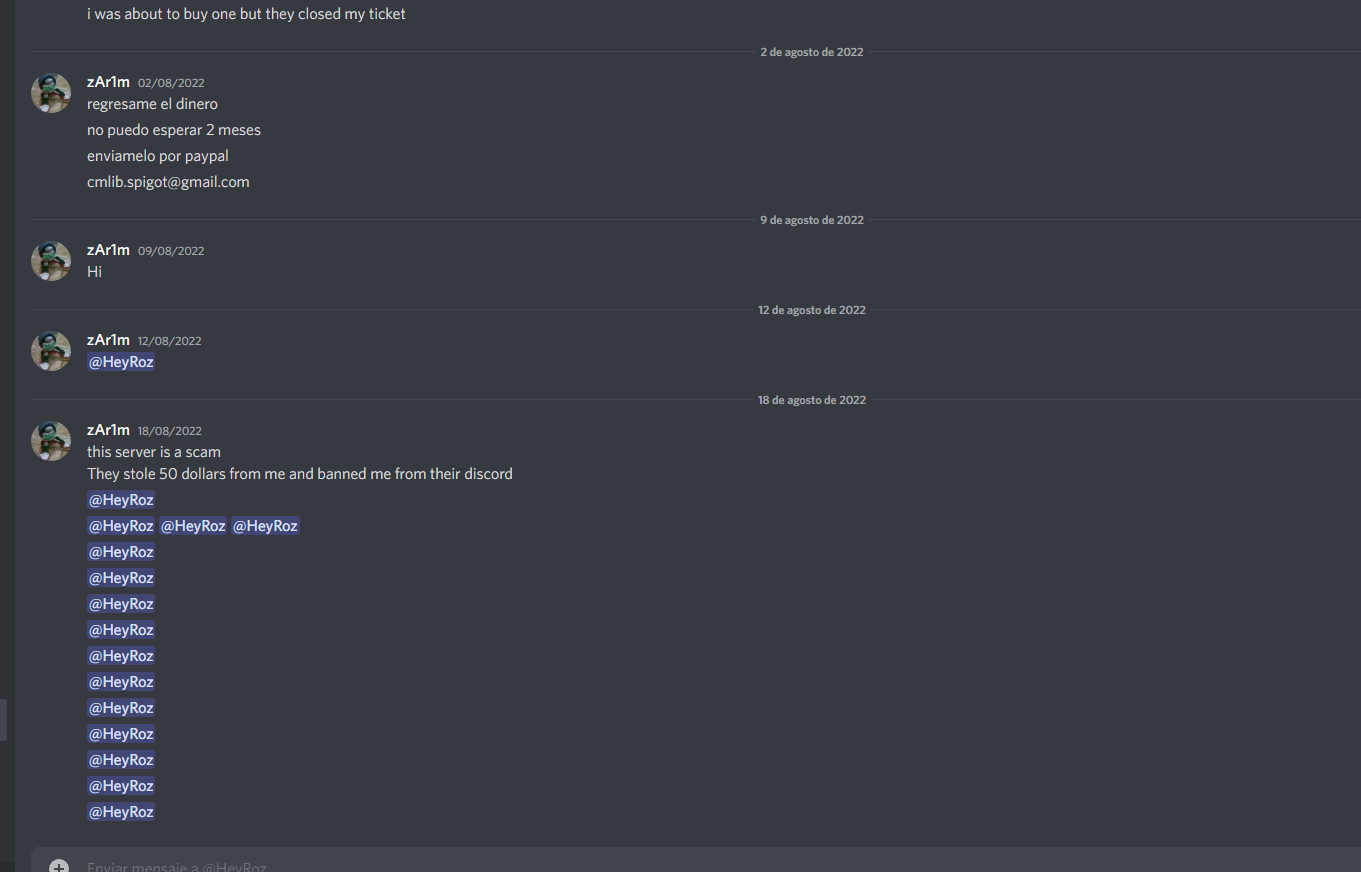 i was about to buy one but they closed my ticket
2 de agosto de 2022
zAr1m 02/08/2022
regresame el dinero
no puedo esperar 2 meses
enviamelo por paypal
cmlib.spigot@gmail.com
9 de agosto de 2022
zAr1m 09/08/2022
Hi
12 de agosto de 2022
zAr1m 12/08/2022
@HeyRoz
18 de agosto de 2022
zAr1m 18/08/2022
this server is a scam
They stole 50 dollars from me and banned me from their discord
@HeyRoz
@HeyRoz @HeyRoz @HeyRoz
@HeyRoz
@HeyRoz
@HeyRoz
@HeyRoz
@HeyRoz
@HeyRoz
@HeyRoz
@HeyRoz
@HeyRoz
@HeyRoz
@HeyRoz
Enviar mensaje a @HeyRoz